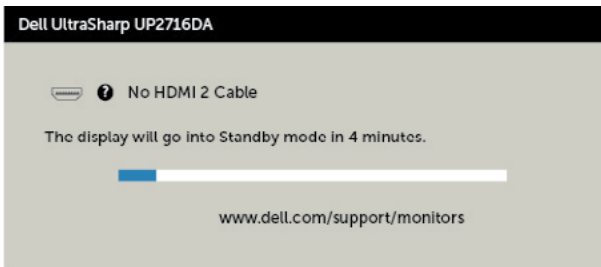 Dell UltraSharp UP2716DA
? No HDMI 2 Cable
The display will go into Standby mode in 4 minutes.
www.dell.com/support/monitors